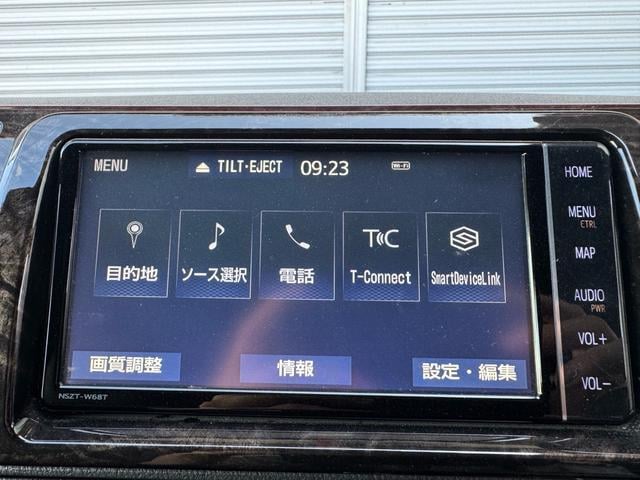 MENU TILT·EJECT 09:23 Wi-Fi
目的地 ソース選択 電話 T-Connect SmartDeviceLink
TC
画質調整 情報 設定・編集
NSZT-W68T
HOME
MENU
CTRL
MAP
AUDIO
PWR
VOL+
VOL−